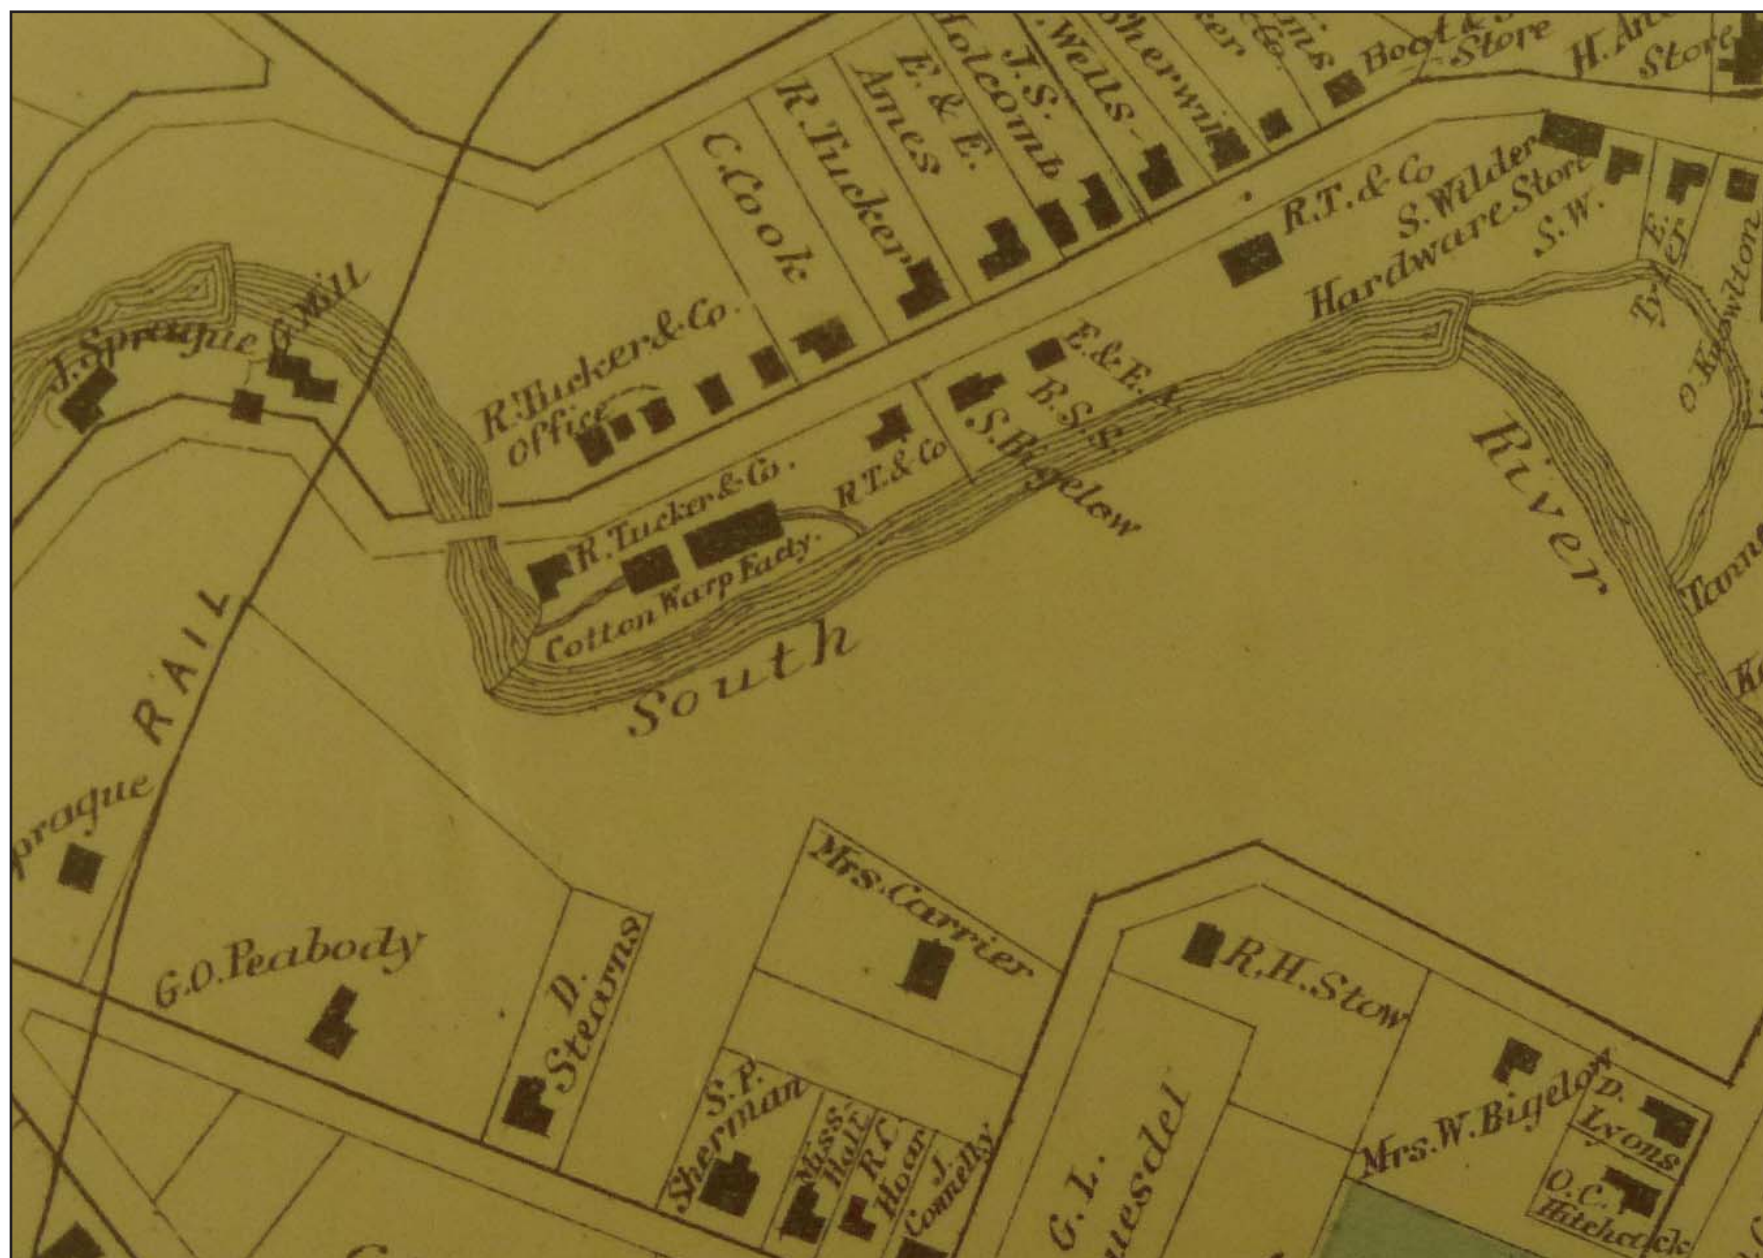 Holcomb
J. S.
Wells
Sherwin
Boot &
Store
Store
E. & E.
Ames
R. Tucker
C. Cook
R. T. & Co
S. Wilder
Hardware Store
S. W.
E.
Tyler
O. Knowlton
J. Sprague G. Mill
R. Tucker & Co.
Office
E. & E. A.
B. S. S.
S. Bigelow
R. Tucker & Co.
R T. & Co
Cotton Warp Facty.
South
River
RAIL
prague
G. O. Peabody
D.
Stearns
Mrs. Carrier
R. H. Stow
S. P.
Sherman
Miss
Holt
R. L.
Hoar
J.
Connelly
G. L.
Mrs. W. Bigelow
D.
Lyons
O. C.
Hitchcock